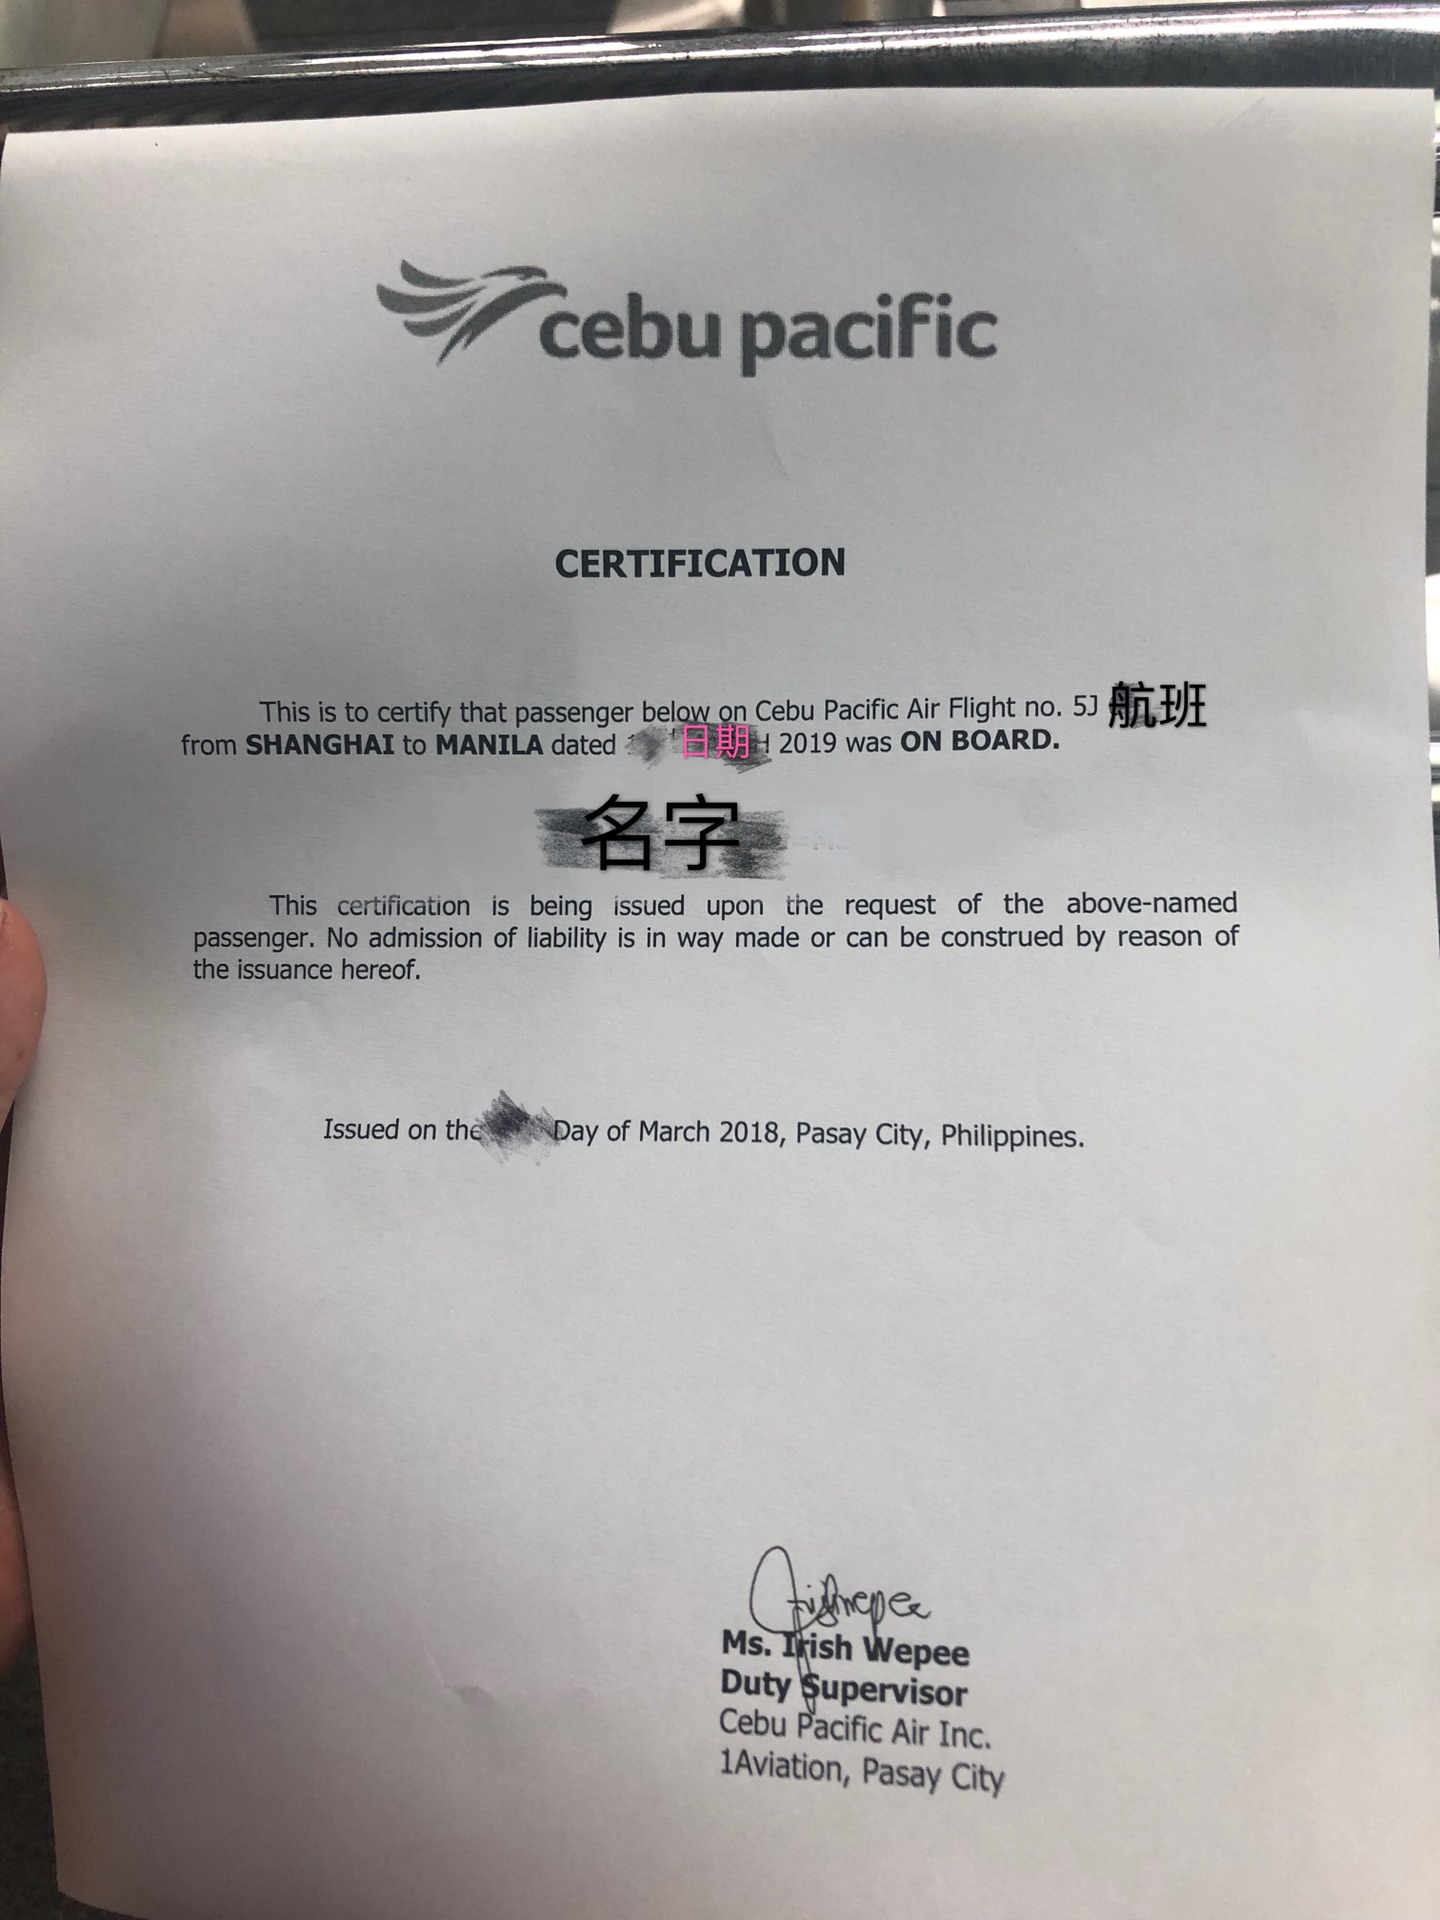 cebu pacific
CERTIFICATION
This is to certify that passenger below on Cebu Pacific Air Flight no. 5J 航班
from SHANGHAI to MANILA dated 日期 2019 was ON BOARD.
名字
This certification is being issued upon the request of the above-named
passenger. No admission of liability is in way made or can be construed by reason of
the issuance hereof.
Issued on the Day of March 2018, Pasay City, Philippines.
Ms. Irish Wepee
Duty Supervisor
Cebu Pacific Air Inc.
1Aviation, Pasay City